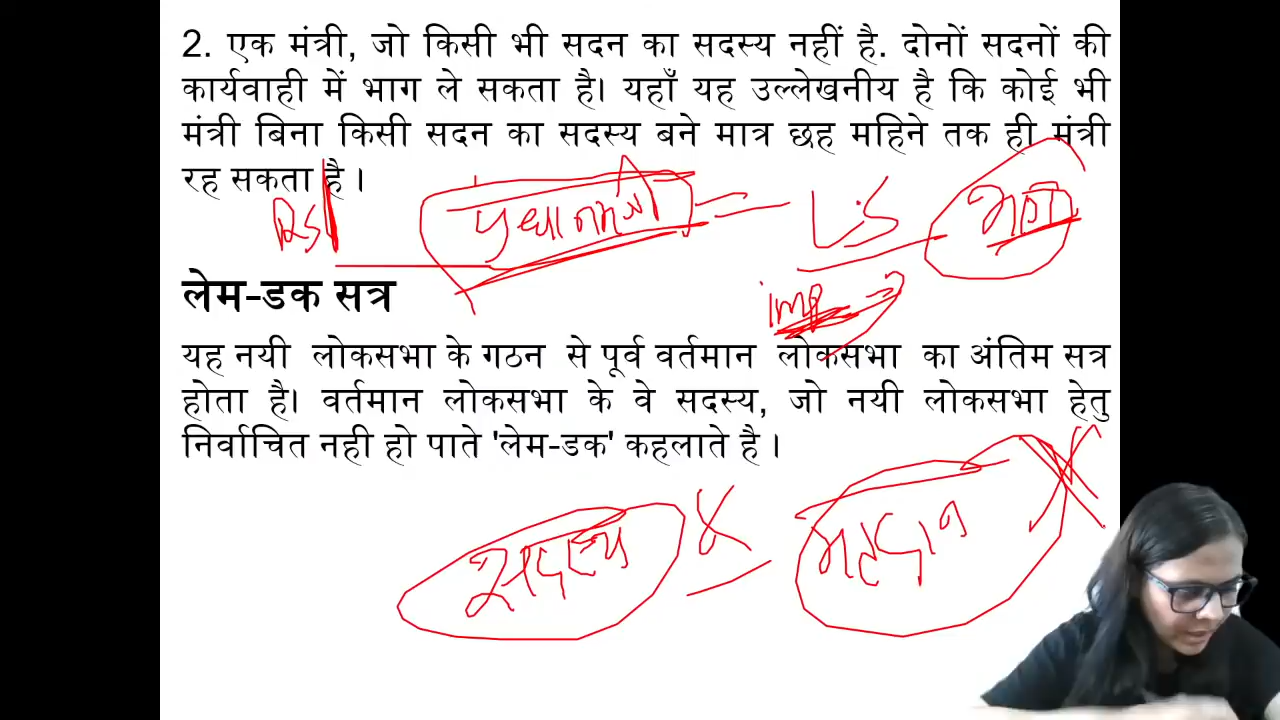 2. एक मंत्री, जो किसी भी सदन का सदस्य नहीं है. दोनों सदनों की
कार्यवाही में भाग ले सकता है। यहाँ यह उल्लेखनीय है कि कोई भी
मंत्री बिना किसी सदन का सदस्य बने मात्र छह महिने तक ही मंत्री
रह सकता है ।
RS प्रधानमंत्री = LS भाग
लेम-डक सत्र
imp
यह नयी लोकसभा के गठन से पूर्व वर्तमान लोकसभा का अंतिम सत्र
होता है। वर्तमान लोकसभा के वे सदस्य, जो नयी लोकसभा हेतु
निर्वाचित नही हो पाते 'लेम-डक' कहलाते है ।
सदस्य X मतदान X